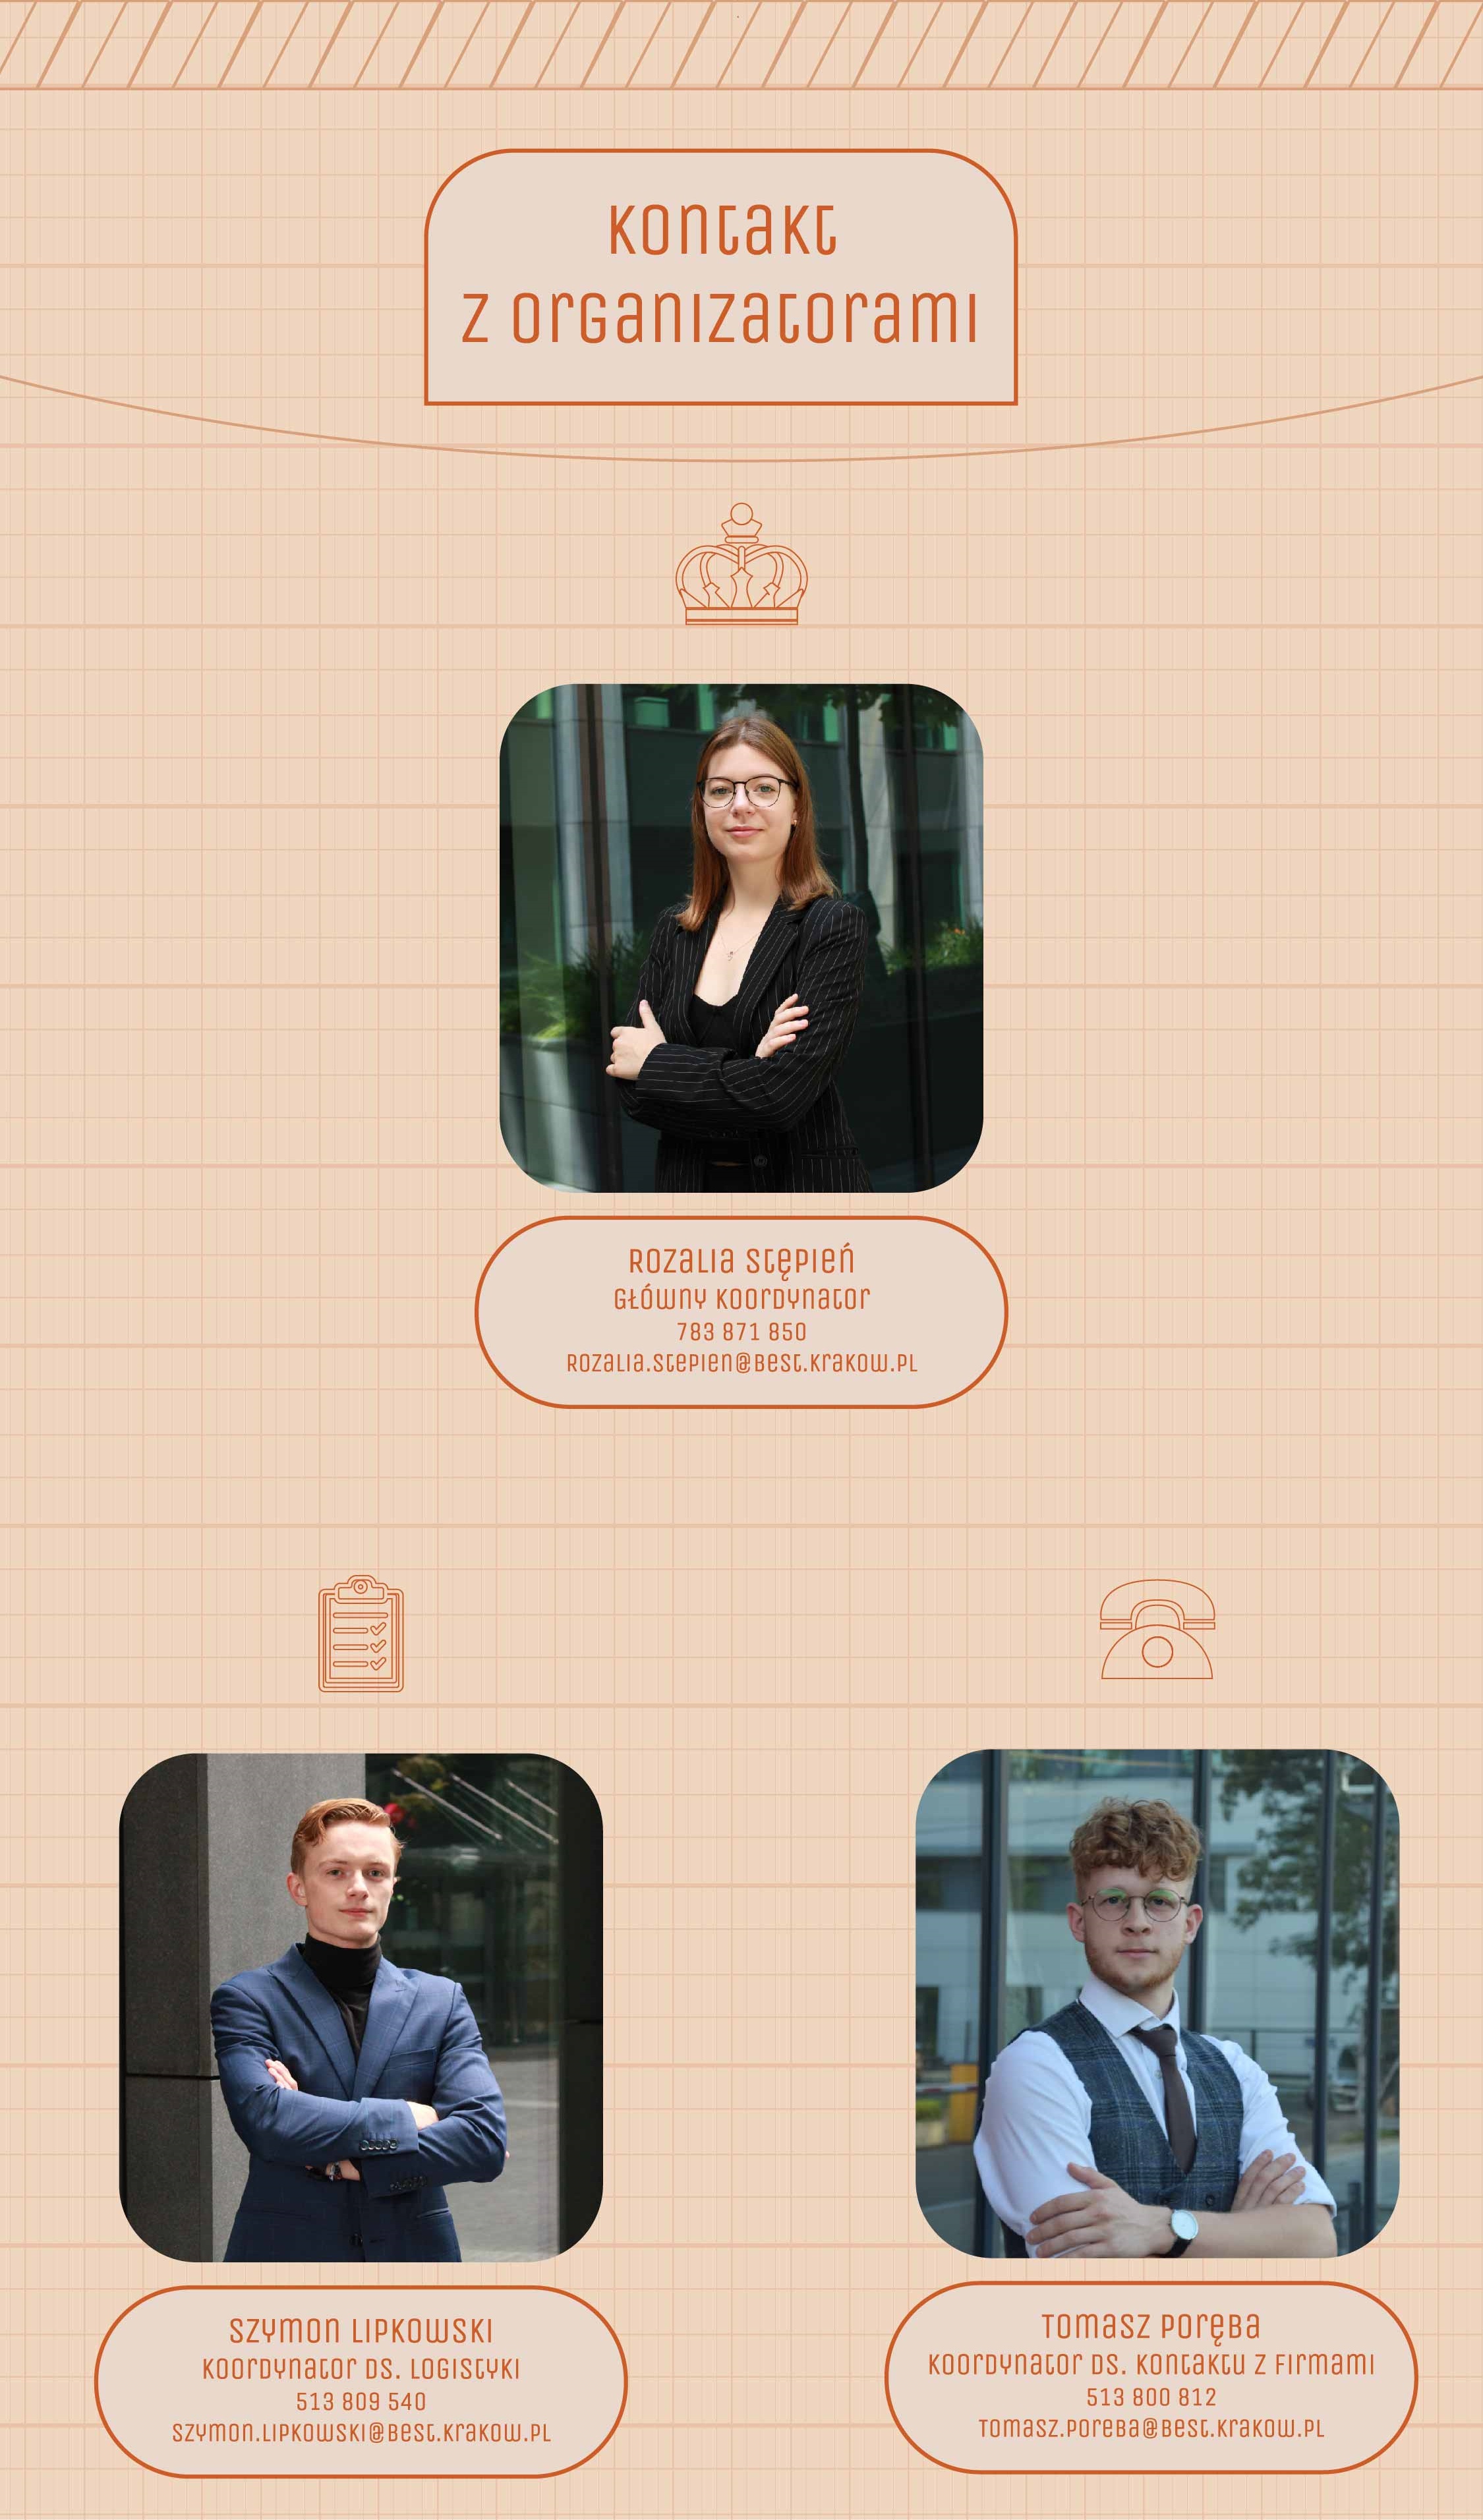 Kontakt
z organizatorami
Rozalia Stępień
Główny Koordynator
783 871 850
rozalia.stepien@best.krakow.pl
Szymon Lipkowski
Koordynator ds. Logistyki
513 809 540
szymon.lipkowski@best.krakow.pl
Tomasz Poręba
Koordynator ds. Kontaktu z Firmami
513 800 812
tomasz.poreba@best.krakow.pl